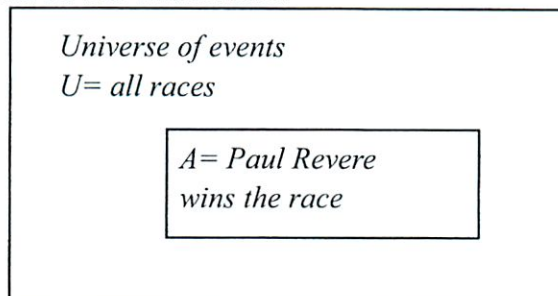 Universe of events
U= all races
A= Paul Revere
wins the race